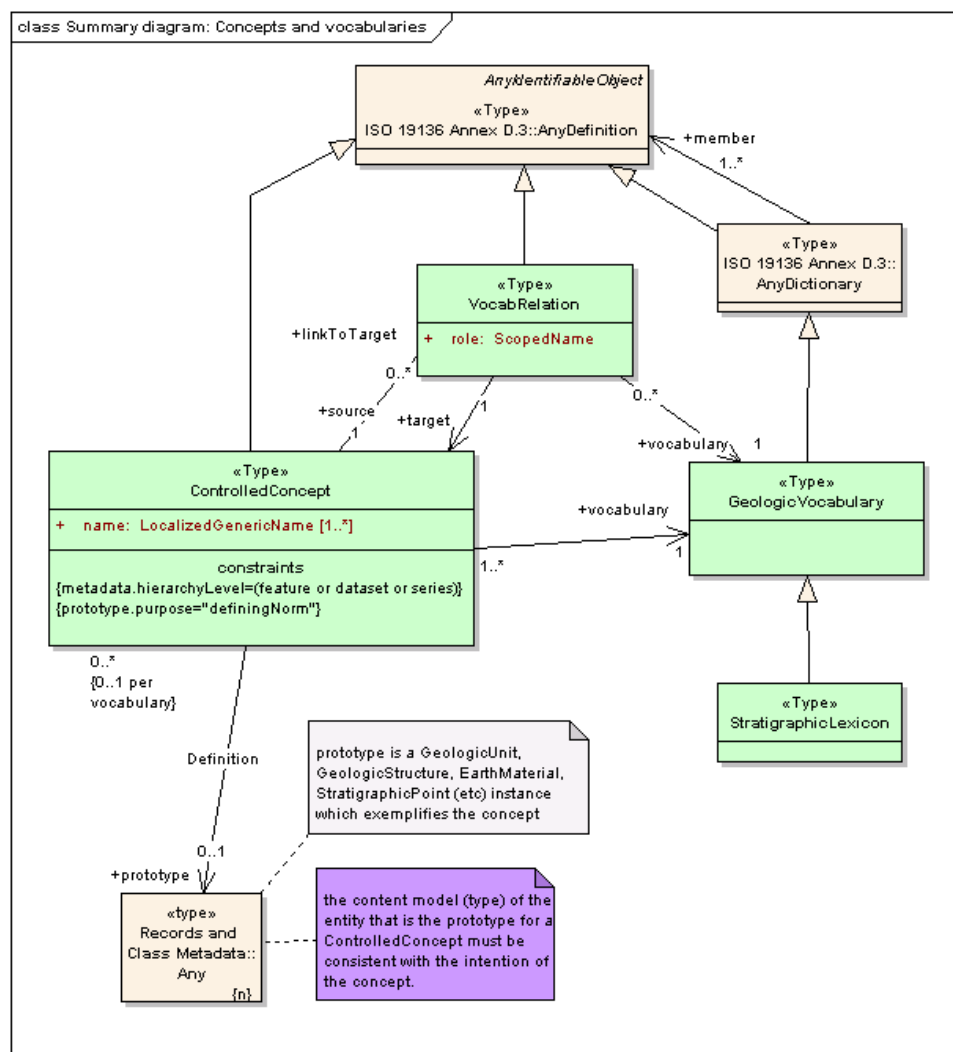 class Summary diagram: Concepts and vocabularies
AnyIdentifiableObject
«Type»
ISO 19136 Annex D.3::AnyDefinition
+member
1..*
«Type»
ISO 19136 Annex D.3::
AnyDictionary
«Type»
VocabRelation
+ role: ScopedName
+linkToTarget
0..*
+source
1
+target
1
0..*
+vocabulary
1
«Type»
ControlledConcept
+ name: LocalizedGenericName [1..*]
constraints
{metadata.hierarchyLevel=(feature or dataset or series)}
{prototype.purpose="definingNorm"}
+vocabulary
1..*
1
«Type»
GeologicVocabulary
«Type»
StratigraphicLexicon
0..*
{0..1 per
vocabulary}
Definition
0..1
+prototype
prototype is a GeologicUnit,
GeologicStructure, EarthMaterial,
StratigraphicPoint (etc) instance
which exemplifies the concept
the content model (type) of the
entity that is the prototype for a
ControlledConcept must be
consistent with the intention of
the concept.
«type»
Records and
Class Metadata::
Any
{n}